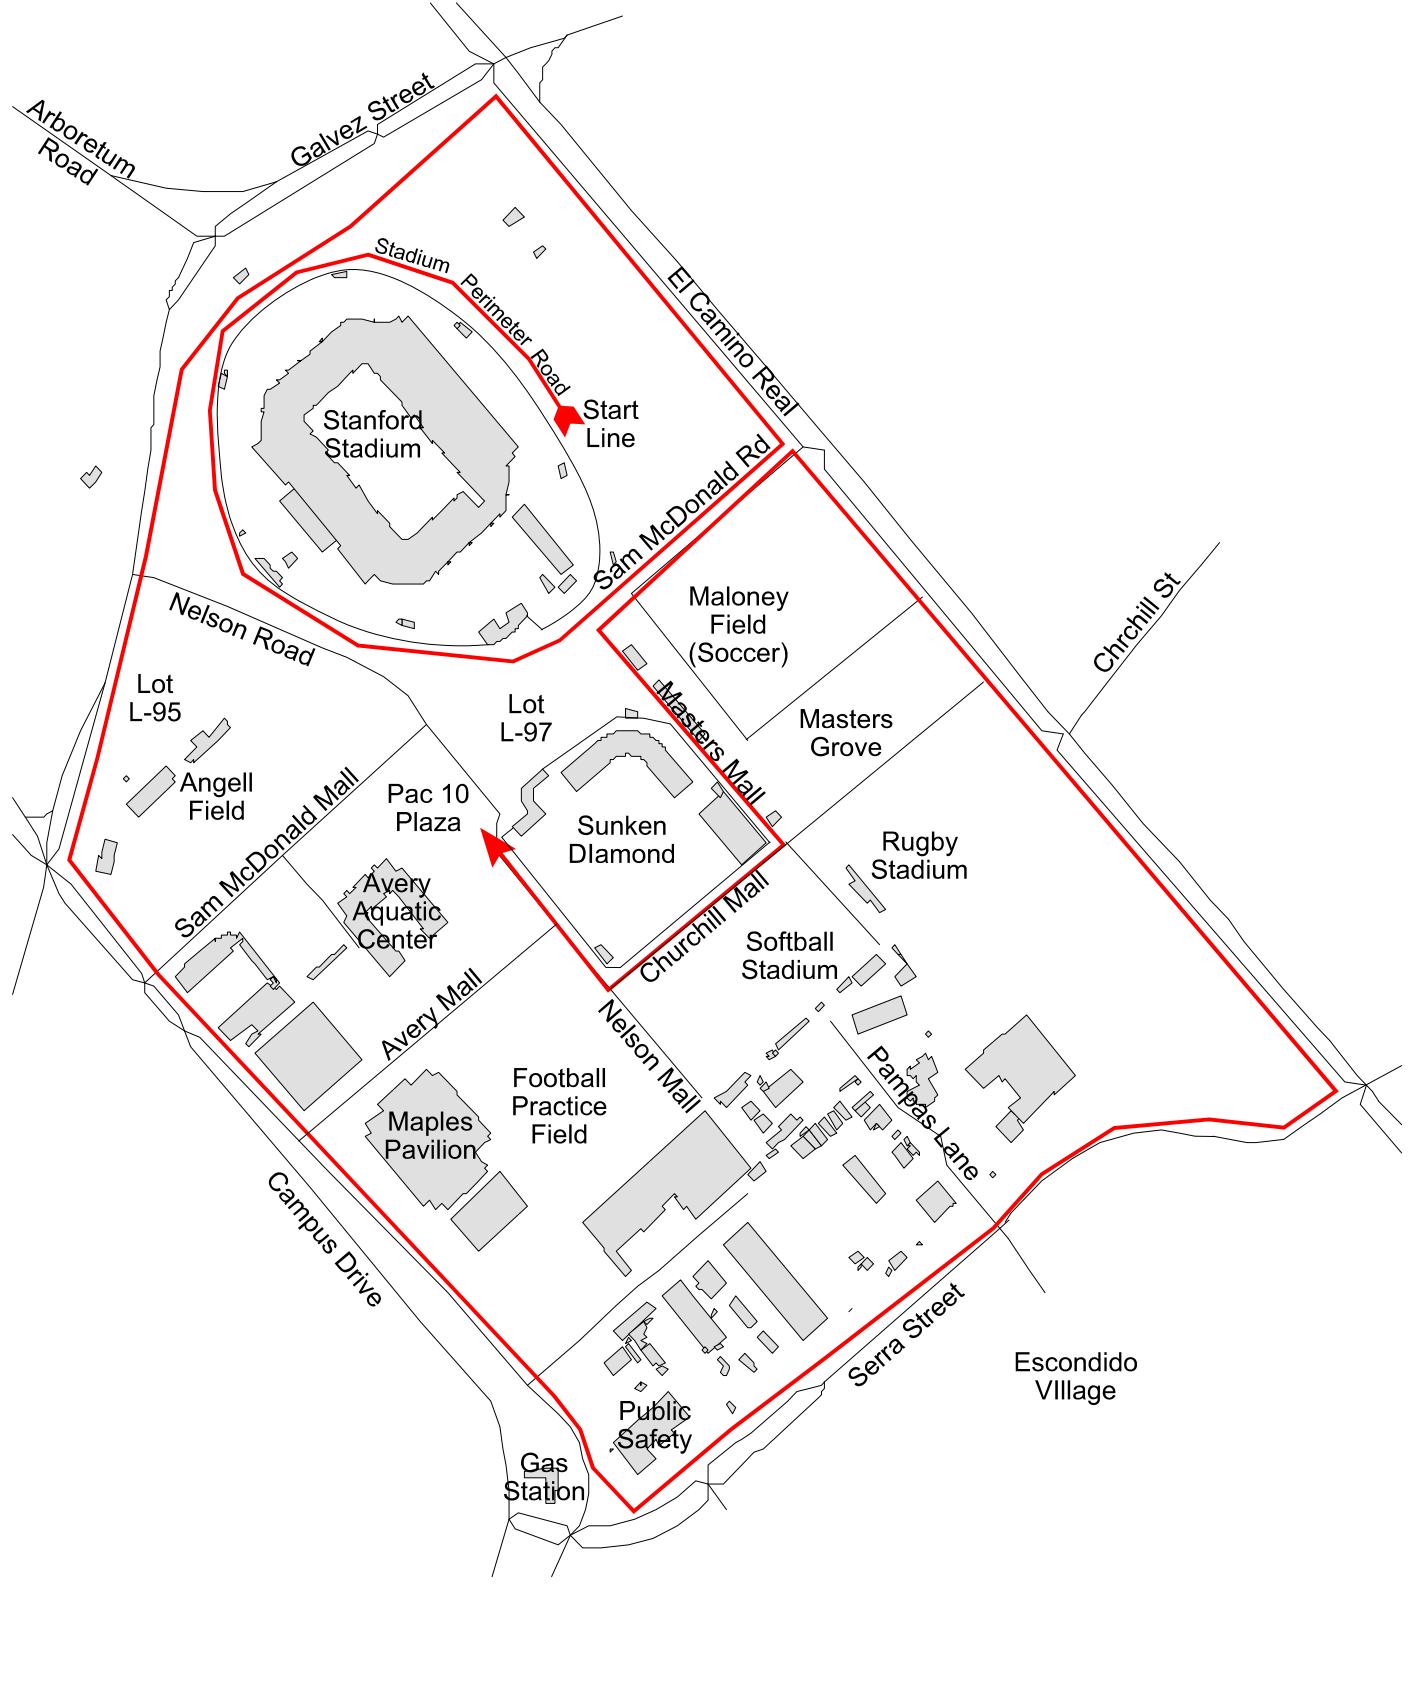 Galvez Street
Arboretum
Road
Stadium
Perimeter
Road
El Camino Real
Start
Line
Stanford
Stadium
Sam McDonald Rd
Chrchill St
Maloney
Field
(Soccer)
Nelson Road
Lot
L-95
Lot
L-97
Masters Mall
Masters
Grove
Angell
Field
Pac 10
Plaza
Sunken
DIamond
Rugby
Stadium
Sam McDonald Mall
Avery
Aquatic
Center
Churchill Mall
Softball
Stadium
Avery Mall
Nelson Mall
Football
Practice
Field
Pampas Lane
Maples
Pavilion
Campus Drive
Serra Street
Escondido
VIllage
Public
Safety
Gas
Station